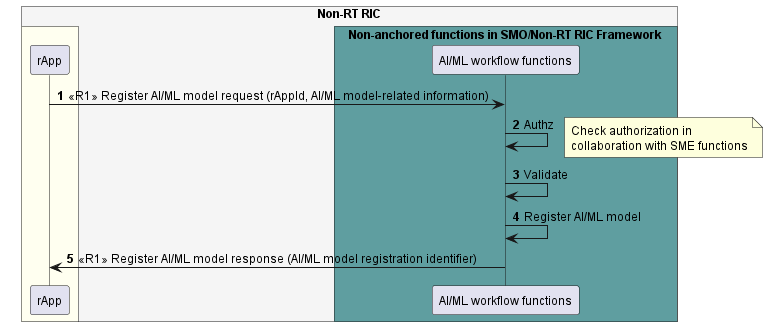 Non-RT RIC
Non-anchored functions in SMO/Non-RT RIC Framework
rApp
AI/ML workflow functions
1 «R1» Register AI/ML model request (rAppId, AI/ML model-related information)
2 Authz
Check authorization in
collaboration with SME functions
3 Validate
4 Register AI/ML model
5 «R1» Register AI/ML model response (AI/ML model registration identifier)
rApp
AI/ML workflow functions